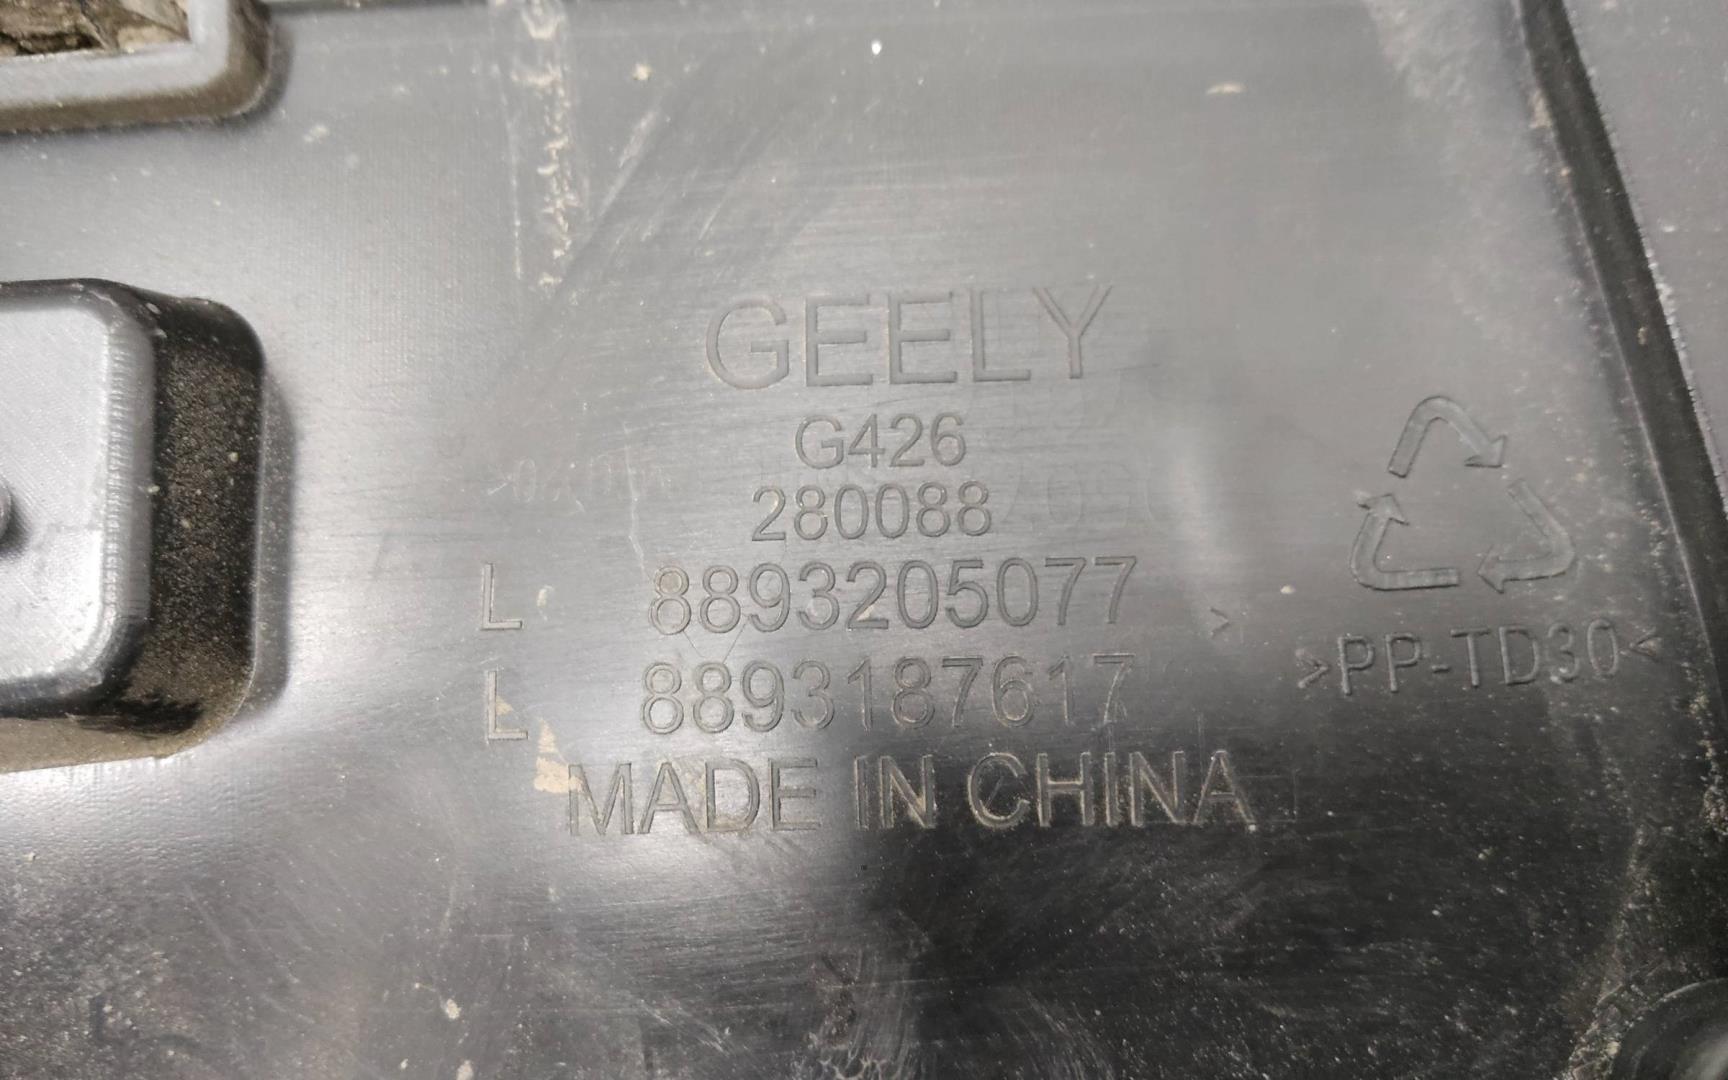 GEELY
G426
280088
L 8893205077
L 8893187617
MADE IN CHINA
>PP-TD30<